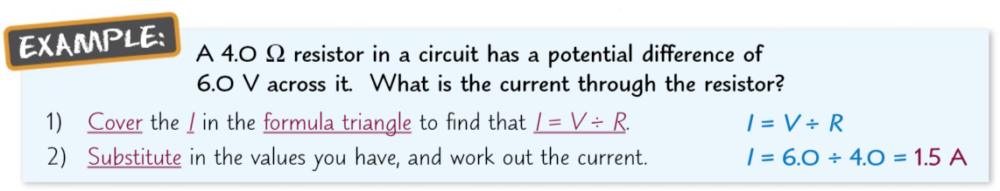 EXAMPLE:
A 4.0 Ω resistor in a circuit has a potential difference of
6.0 V across it. What is the current through the resistor?
1) Cover the I in the formula triangle to find that I = V ÷ R. I = V ÷ R
2) Substitute in the values you have, and work out the current. I = 6.0 ÷ 4.0 = 1.5 A